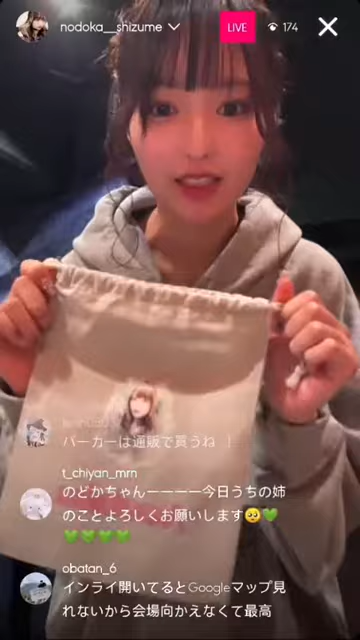 nodoka__shizume
LIVE
174
パーカーは通販で買うね
t_chiyan_mrn
のどかちゃんーーーー今日うちの姉
のことよろしくお願いします🥺💚
💚💚💚💚💚
obatan_6
インライ開いてるとGoogleマップ見
れないから会場向かえなくて最高